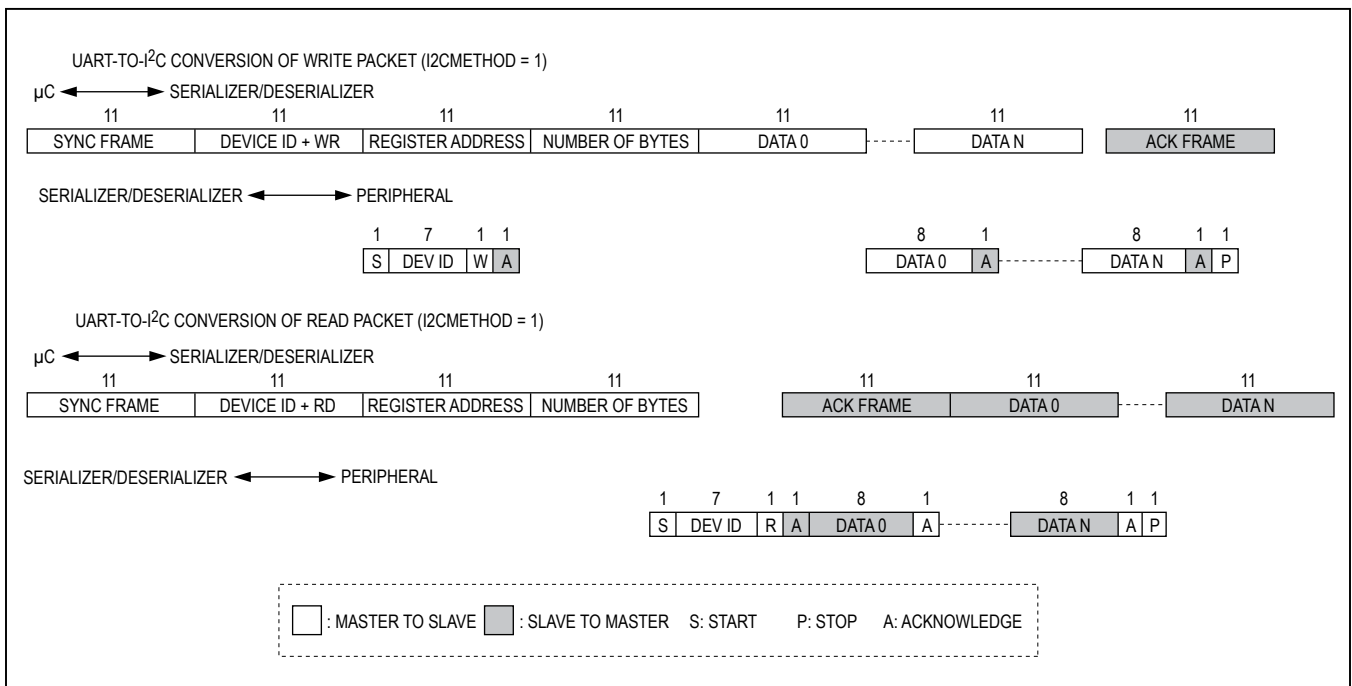 UART-TO-I2C CONVERSION OF WRITE PACKET (I2CMETHOD = 1)
µC SERIALIZER/DESERIALIZER
11 11 11 11 11 11 11
SYNC FRAME DEVICE ID + WR REGISTER ADDRESS NUMBER OF BYTES DATA 0 DATA N ACK FRAME
SERIALIZER/DESERIALIZER PERIPHERAL
1 7 1 1 8 1 8 1 1
S DEV ID W A DATA 0 A DATA N A P
UART-TO-I2C CONVERSION OF READ PACKET (I2CMETHOD = 1)
µC SERIALIZER/DESERIALIZER
11 11 11 11 11 11 11
SYNC FRAME DEVICE ID + RD REGISTER ADDRESS NUMBER OF BYTES ACK FRAME DATA 0 DATA N
SERIALIZER/DESERIALIZER PERIPHERAL
1 7 1 1 8 1 8 1 1
S DEV ID R A DATA 0 A DATA N A P
: MASTER TO SLAVE : SLAVE TO MASTER S: START P: STOP A: ACKNOWLEDGE